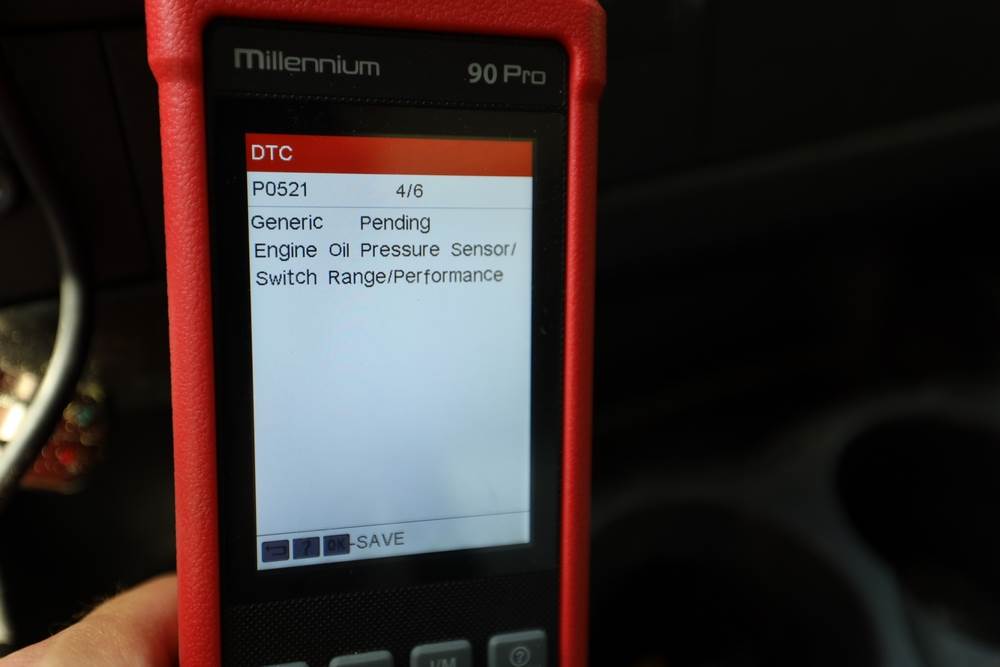 Millennium
90 Pro
DTC
P0521 4/6
Generic Pending
Engine Oil Pressure Sensor/
Switch Range/Performance
? OK-SAVE
I/M
?